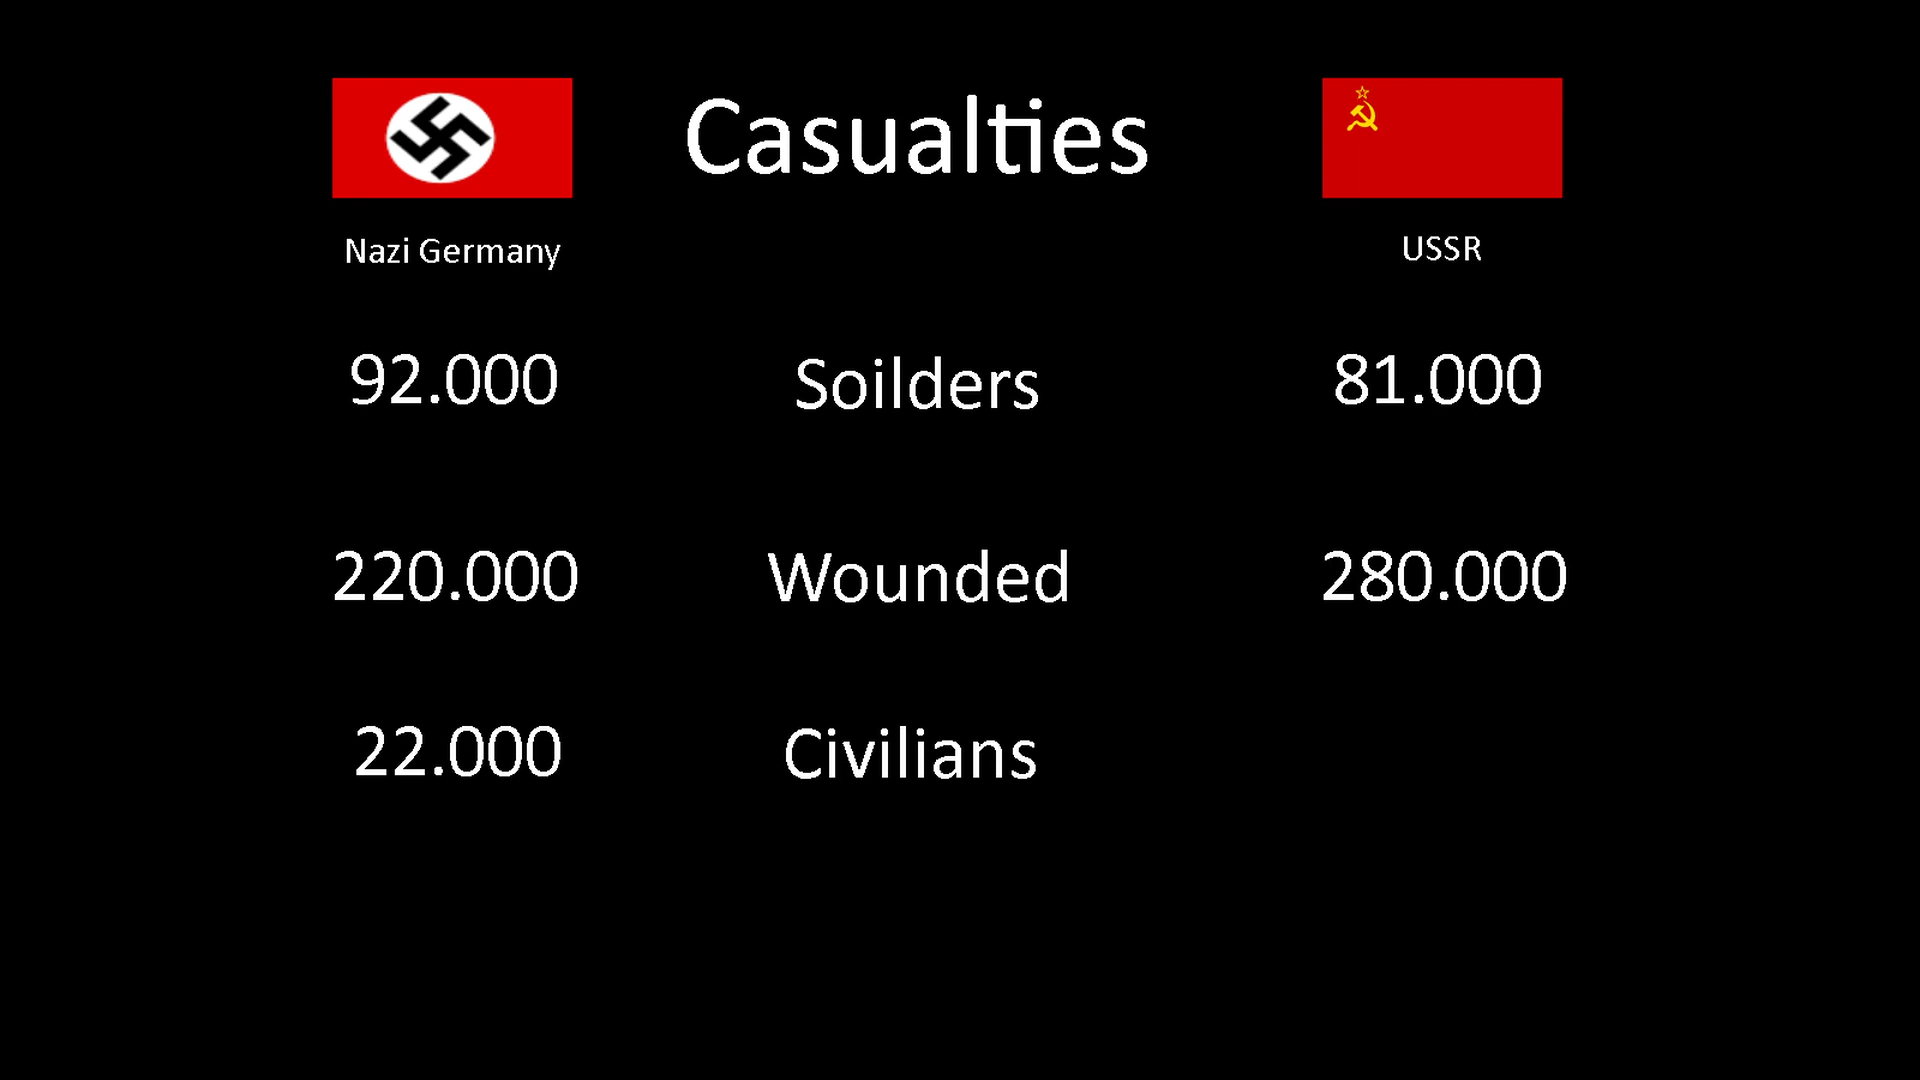 Casualties
Nazi Germany
USSR
92.000 Soilders 81.000
220.000 Wounded 280.000
22.000 Civilians